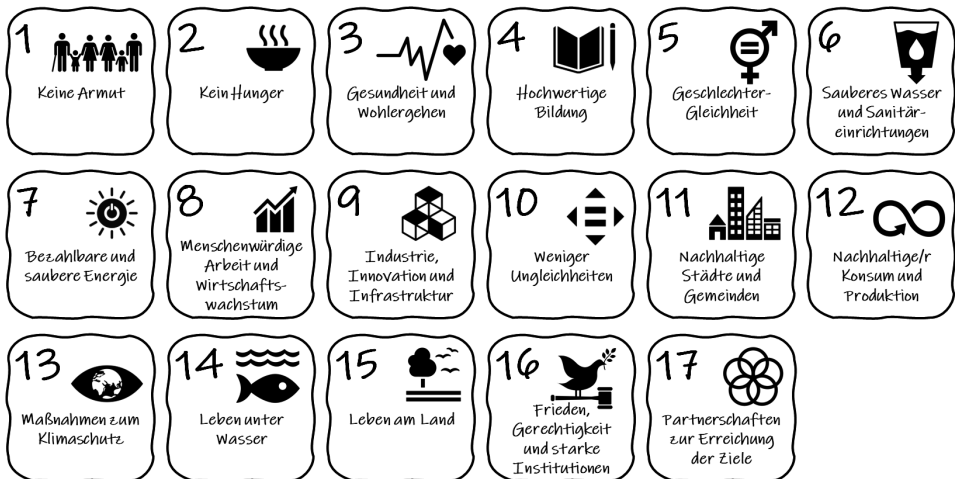 1
Keine Armut
2
Kein Hunger
3
Gesundheit und
Wohlergehen
4
Hochwertige
Bildung
5
Geschlechter-
Gleichheit
6
Sauberes Wasser
und Sanitär-
einrichtungen
7
Bezahlbare und
saubere Energie
8
Menschenwürdige
Arbeit und
Wirtschafts-
wachstum
9
Industrie,
Innovation und
Infrastruktur
10
Weniger
Ungleichheiten
11
Nachhaltige
Städte und
Gemeinden
12
Nachhaltige/r
Konsum und
Produktion
13
Maßnahmen zum
Klimaschutz
14
Leben unter
Wasser
15
Leben am Land
16
Frieden,
Gerechtigkeit
und starke
Institutionen
17
Partnerschaften
zur Erreichung
der Ziele